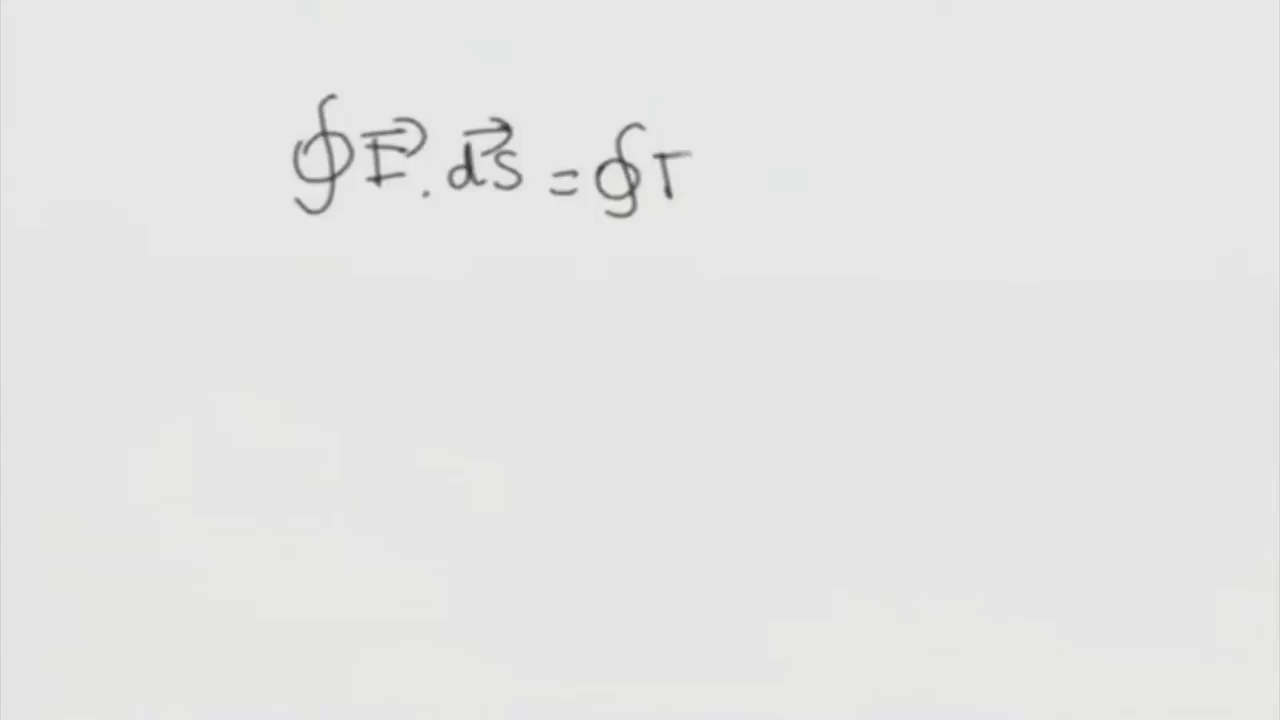 ∮E⃗ . ds⃗ = ∮T